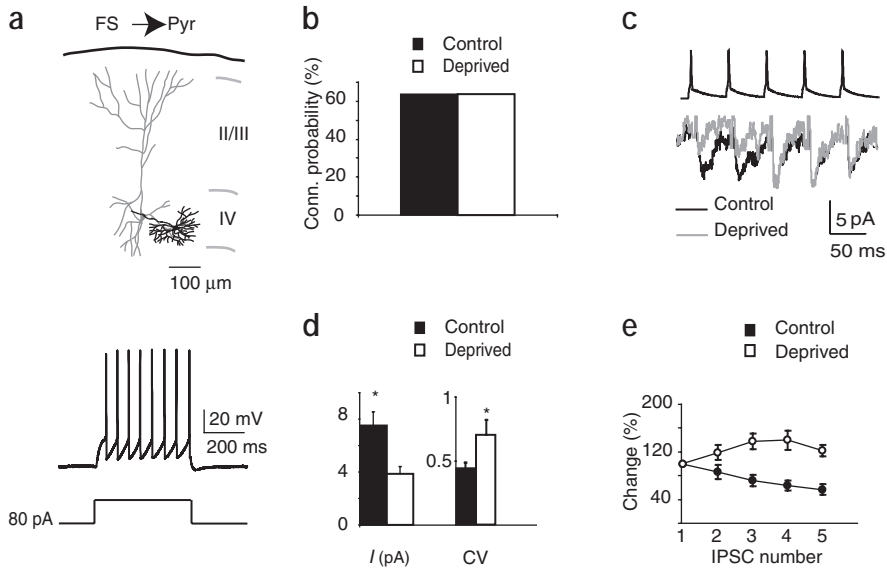 a
FS Pyr
II/III
IV
100 µm
20 mV
200 ms
80 pA
b
Control
Deprived
Conn. probability (%)
60
40
20
0
c
Control
Deprived
5 pA
50 ms
d
Control
Deprived
8
4
0
I (pA)
*
1
0.5
CV
*
e
Control
Deprived
Change (%)
200
120
40
1 2 3 4 5
IPSC number